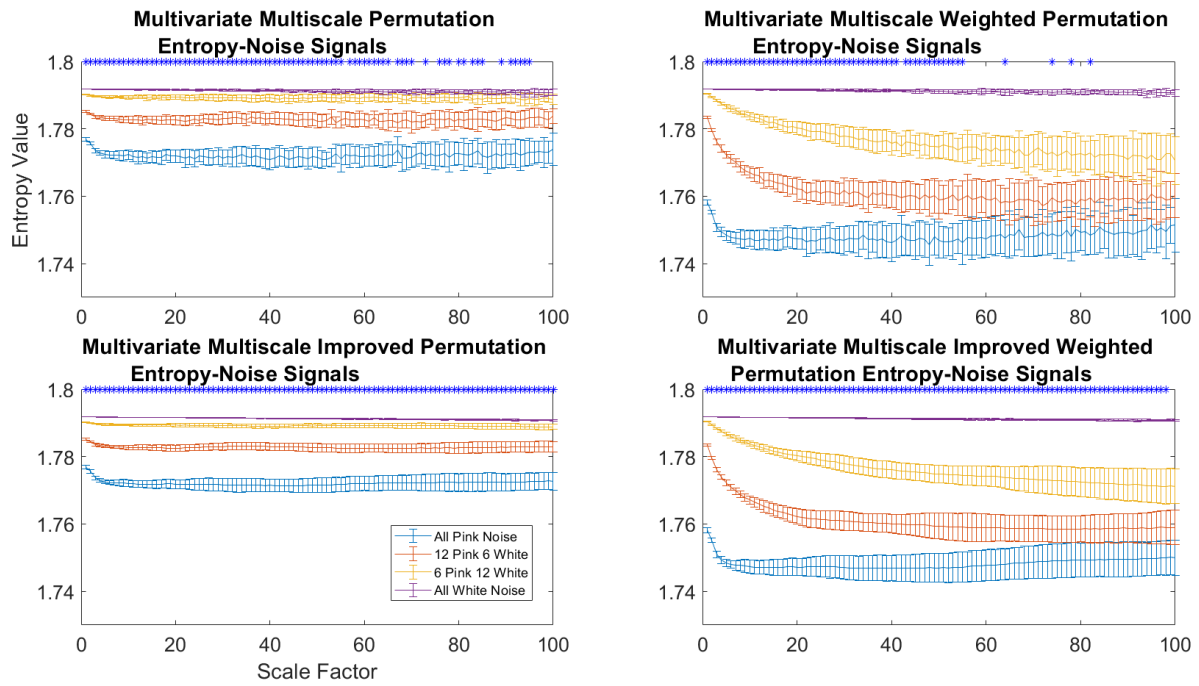 Multivariate Multiscale Permutation
Entropy-Noise Signals
1.8
1.78
1.76
1.74
Entropy Value
0
20
40
60
80
100
Multivariate Multiscale Weighted Permutation
Entropy-Noise Signals
1.8
1.78
1.76
1.74
0
20
40
60
80
100
Multivariate Multiscale Improved Permutation
Entropy-Noise Signals
1.8
1.78
1.76
1.74
All Pink Noise
12 Pink 6 White
6 Pink 12 White
All White Noise
0
20
40
60
80
100
Scale Factor
Multivariate Multiscale Improved Weighted
Permutation Entropy-Noise Signals
1.8
1.78
1.76
1.74
0
20
40
60
80
100